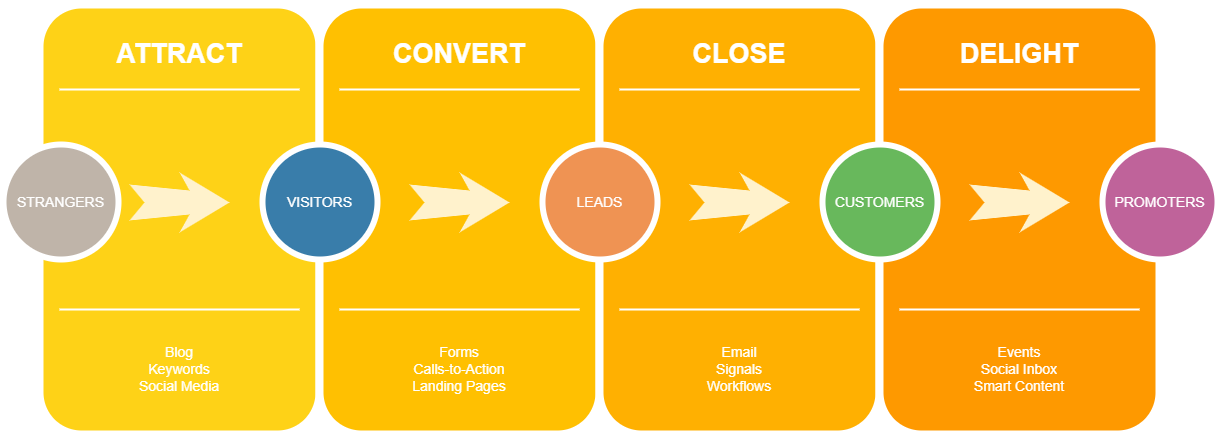 ATTRACT
CONVERT
CLOSE
DELIGHT
STRANGERS
VISITORS
LEADS
CUSTOMERS
PROMOTERS
Blog
Keywords
Social Media
Forms
Calls-to-Action
Landing Pages
Email
Signals
Workflows
Events
Social Inbox
Smart Content